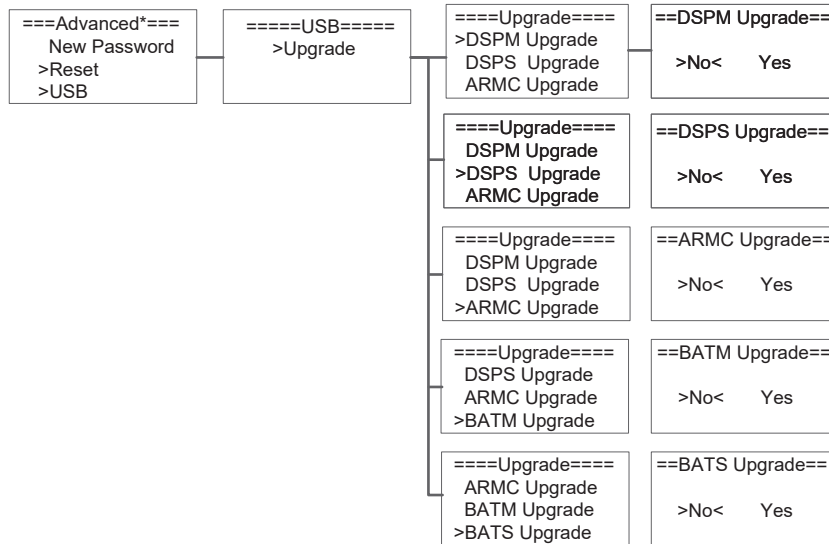 ===Advanced*===
New Password
>Reset
>USB
=====USB=====
>Upgrade
====Upgrade====
>DSPM Upgrade
DSPS Upgrade
ARMC Upgrade
==DSPM Upgrade==
>No< Yes
====Upgrade====
DSPM Upgrade
>DSPS Upgrade
ARMC Upgrade
==DSPS Upgrade==
>No< Yes
====Upgrade====
DSPM Upgrade
DSPS Upgrade
>ARMC Upgrade
==ARMC Upgrade==
>No< Yes
====Upgrade====
DSPS Upgrade
ARMC Upgrade
>BATM Upgrade
==BATM Upgrade==
>No< Yes
====Upgrade====
ARMC Upgrade
BATM Upgrade
>BATS Upgrade
==BATS Upgrade==
>No< Yes